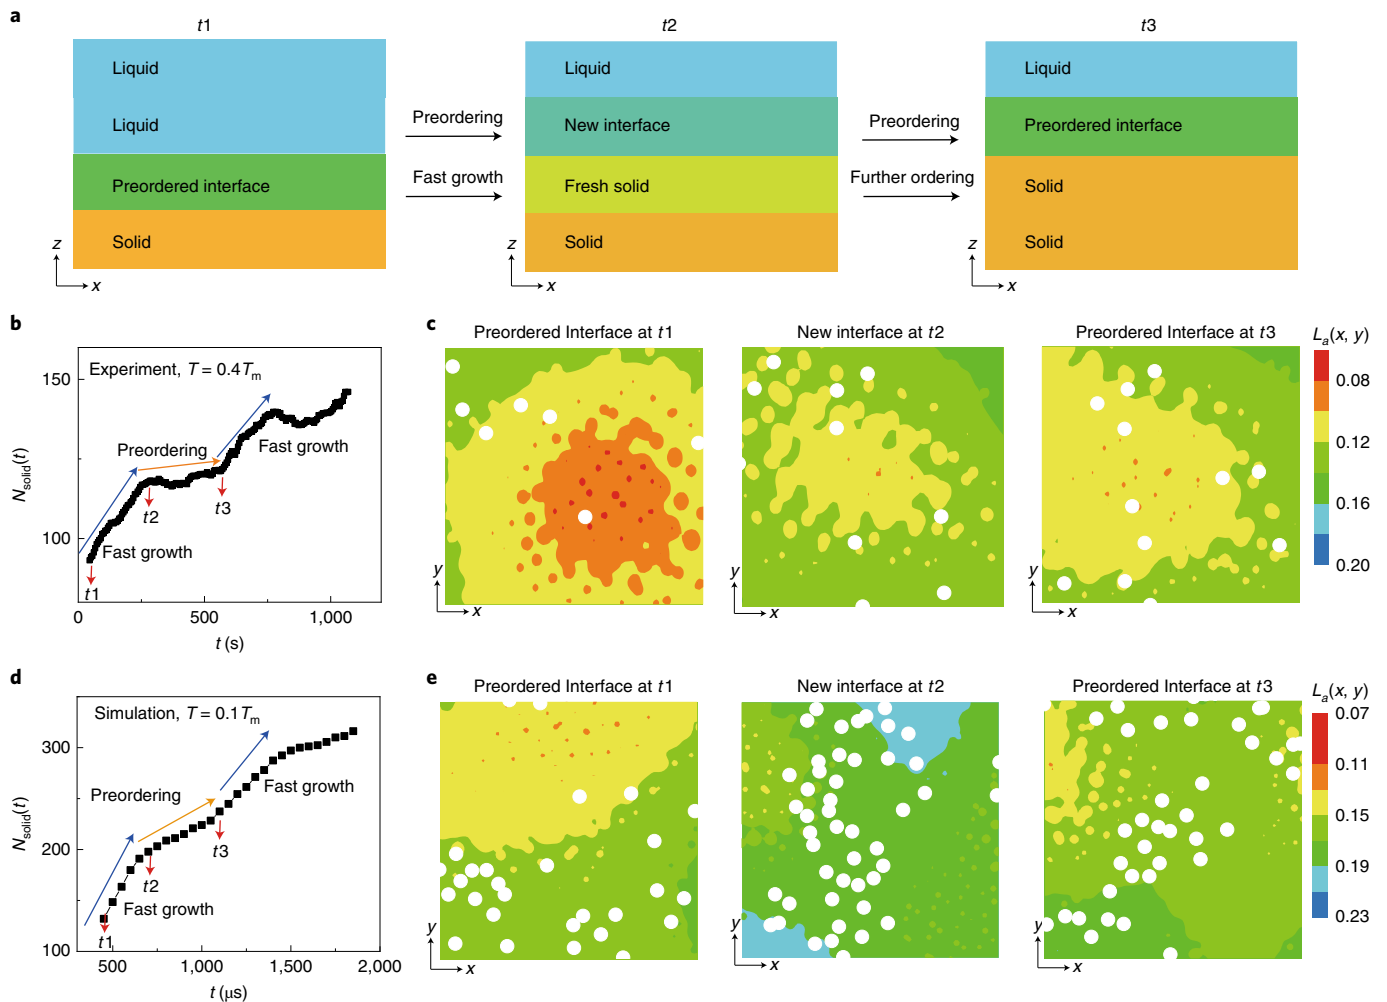 a
t1
t2
t3
Liquid
Liquid
Preordered interface
Solid
z
x
Preordering
Fast growth
Liquid
New interface
Fresh solid
Solid
z
x
Preordering
Further ordering
Liquid
Preordered interface
Solid
Solid
z
x
b
Experiment, T = 0.4Tm
Preordering
Fast growth
Fast growth
t1
t2
t3
150
100
Nsolid(t)
0
500
1,000
t (s)
c
Preordered Interface at t1
New interface at t2
Preordered Interface at t3
y
x
y
x
y
x
La(x, y)
0.08
0.12
0.16
0.20
d
Simulation, T = 0.1Tm
Preordering
Fast growth
Fast growth
t1
t2
t3
300
200
100
Nsolid(t)
500
1,000
1,500
2,000
t (μs)
e
Preordered Interface at t1
New interface at t2
Preordered Interface at t3
y
x
y
x
y
x
La(x, y)
0.07
0.11
0.15
0.19
0.23